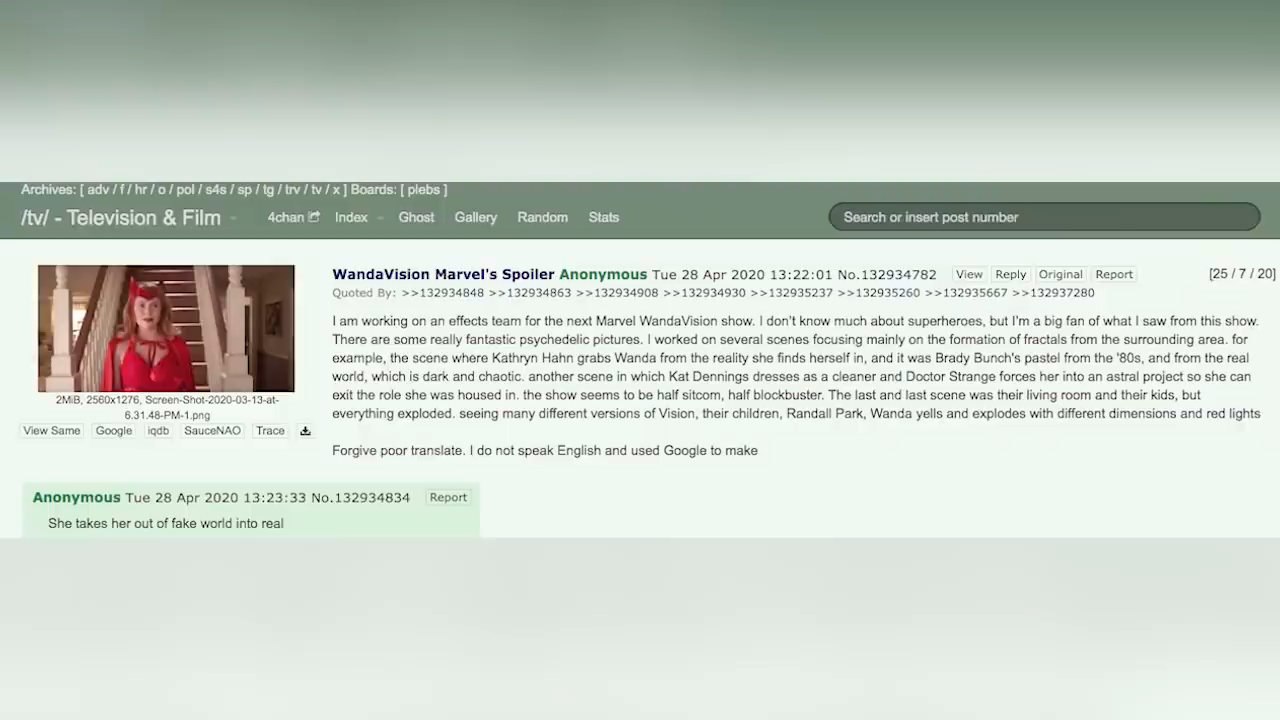 Archives: [ adv / f / hr / o / pol / s4s / sp / tg / trv / tv / x ] Boards: [ plebs ]
/tv/ - Television & Film 4chan Index Ghost Gallery Random Stats Search or insert post number
WandaVision Marvel's Spoiler Anonymous Tue 28 Apr 2020 13:22:01 No.132934782 View Reply Original Report [25 / 7 / 20]
Quoted By: >>132934848 >>132934863 >>132934908 >>132934930 >>132935237 >>132935260 >>132935667 >>132937280
I am working on an effects team for the next Marvel WandaVision show. I don't know much about superheroes, but I'm a big fan of what I saw from this show.
There are some really fantastic psychedelic pictures. I worked on several scenes focusing mainly on the formation of fractals from the surrounding area. for
example, the scene where Kathryn Hahn grabs Wanda from the reality she finds herself in, and it was Brady Bunch's pastel from the '80s, and from the real
world, which is dark and chaotic. another scene in which Kat Dennings dresses as a cleaner and Doctor Strange forces her into an astral project so she can
exit the role she was housed in. the show seems to be half sitcom, half blockbuster. The last and last scene was their living room and their kids, but
everything exploded. seeing many different versions of Vision, their children, Randall Park, Wanda yells and explodes with different dimensions and red lights
Forgive poor translate. I do not speak English and used Google to make
2MiB, 2560x1276, Screen-Shot-2020-03-13-at-
6.31.48-PM-1.png
View Same Google iqdb SauceNAO Trace
Anonymous Tue 28 Apr 2020 13:23:33 No.132934834 Report
She takes her out of fake world into real